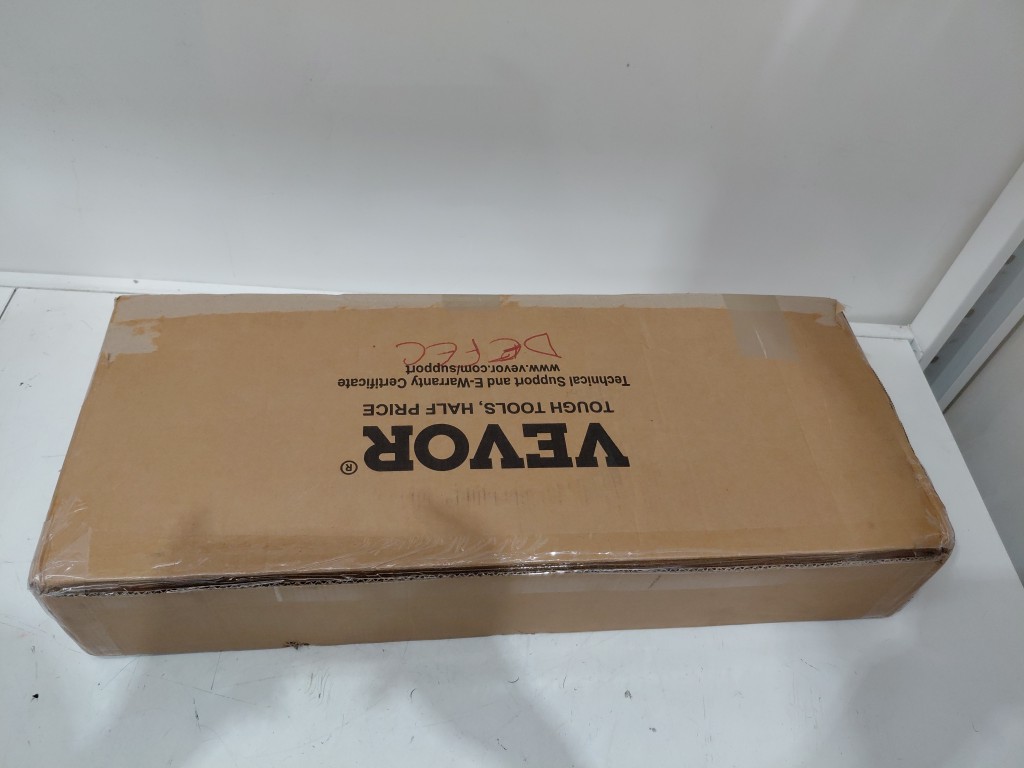 VEVOR®
TOUGH TOOLS, HALF PRICE
Technical Support and E-Warranty Certificate
www.vevor.com/support
DEFEC